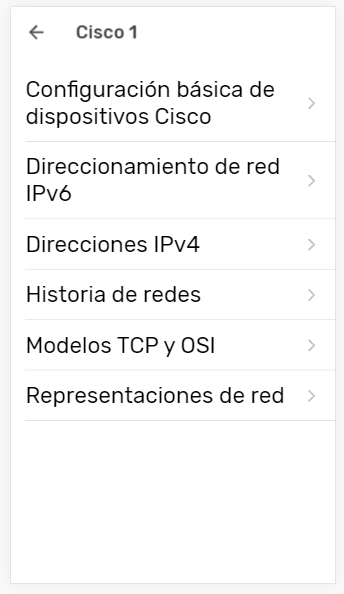 Cisco 1
Configuración básica de
dispositivos Cisco
Direccionamiento de red
IPv6
Direcciones IPv4
Historia de redes
Modelos TCP y OSI
Representaciones de red